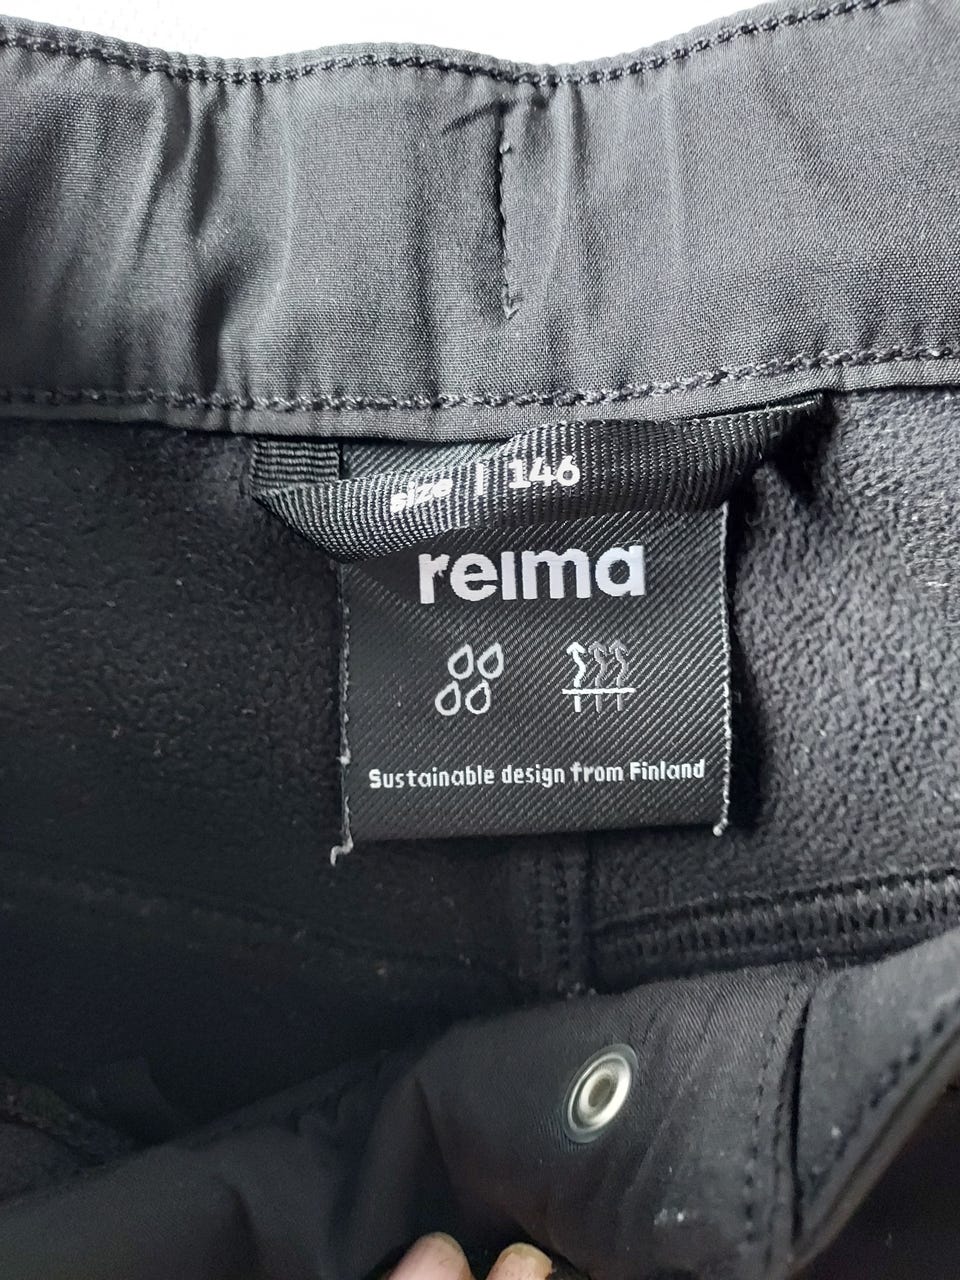 size | 146
reima
Sustainable design from Finland